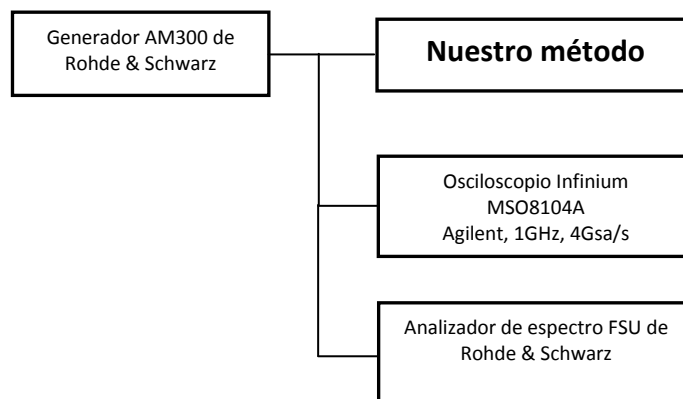 Generador AM300 de
Rohde & Schwarz
Nuestro método
Osciloscopio Infinium
MSO8104A
Agilent, 1GHz, 4Gsa/s
Analizador de espectro FSU de
Rohde & Schwarz